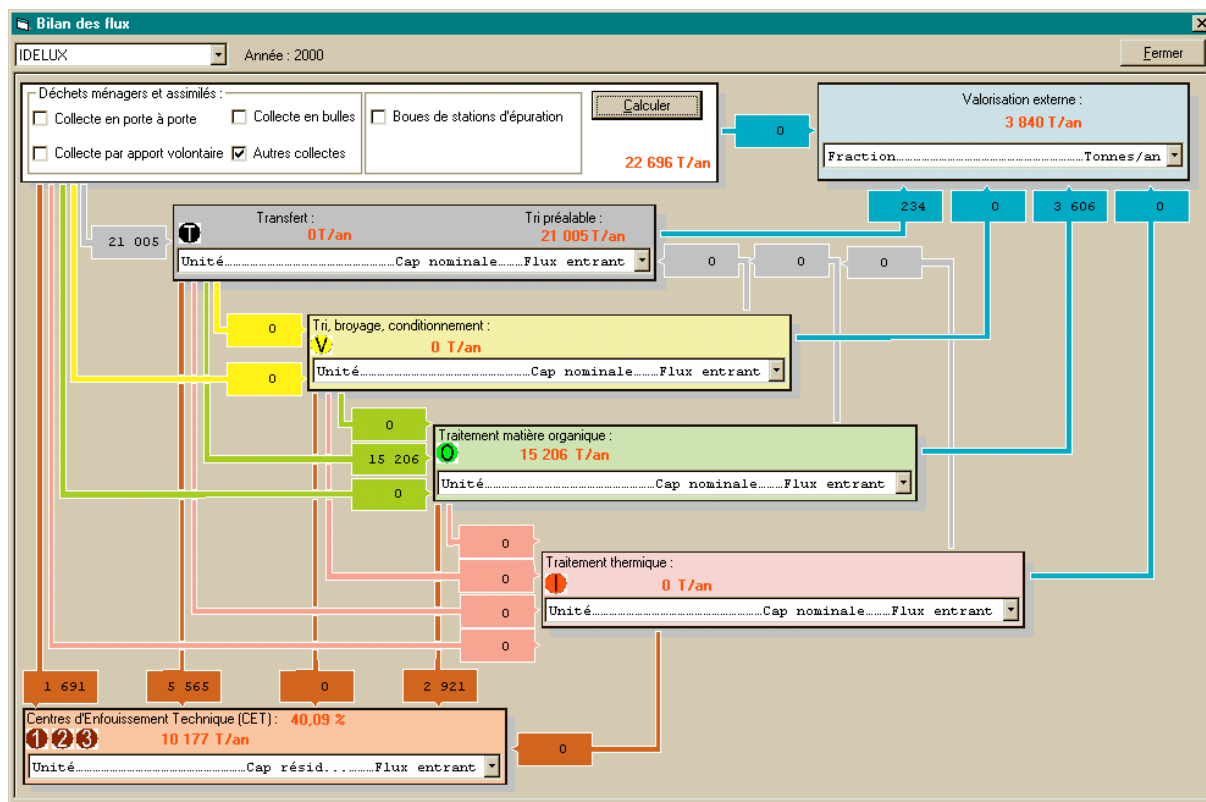 Bilan des flux
IDELUX
Année : 2000
Fermer
Déchets ménagers et assimilés :
Collecte en porte à porte
Collecte en bulles
Boues de stations d'épuration
Calculer
Collecte par apport volontaire
Autres collectes
22 696 T/an
0
Valorisation externe :
3 840 T/an
Fraction.......Tonnes/an
234
0
3 606
0
21 005
Transfert :
0T/an
Tri préalable :
21 005 T/an
T
Unité.......Cap nominale.......Flux entrant
0
0
0
0
Tri, broyage, conditionnement :
V
0 T/an
0
Unité.......Cap nominale.......Flux entrant
0
Traitement matière organique :
O
15 206 T/an
15 206
Unité.......Cap nominale.......Flux entrant
0
0
Traitement thermique :
I
0 T/an
0
Unité.......Cap nominale.......Flux entrant
0
0
1 691
5 565
0
2 921
Centres d'Enfouissement Technique (CET) : 40,09 %
1 2 3
10 177 T/an
0
Unité.......Cap résid..........Flux entrant